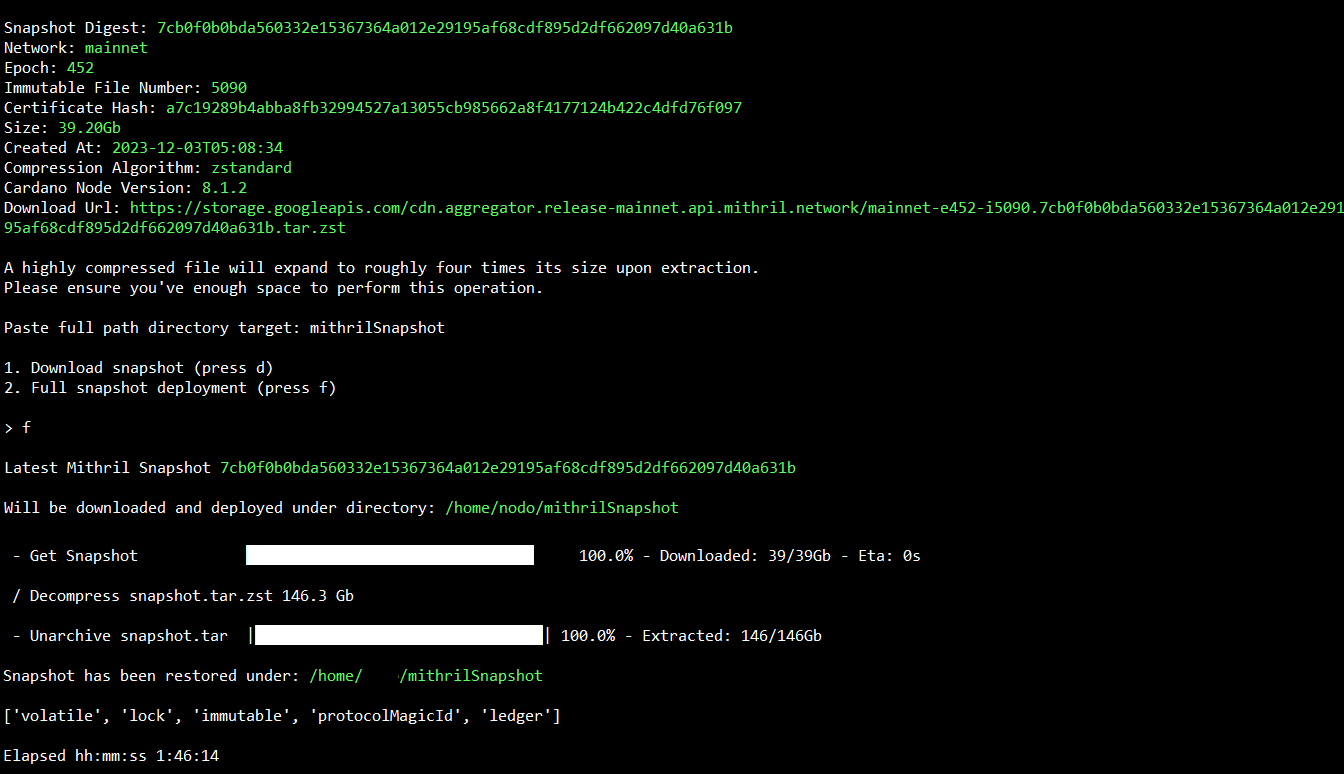 Snapshot Digest: 7cb0f0b0bda560332e15367364a012e29195af68cdf895d2df662097d40a631b
Network: mainnet
Epoch: 452
Immutable File Number: 5090
Certificate Hash: a7c19289b4abba8fb32994527a13055cb985662a8f4177124b422c4dfd76f097
Size: 39.20Gb
Created At: 2023-12-03T05:08:34
Compression Algorithm: zstandard
Cardano Node Version: 8.1.2
Download Url: https://storage.googleapis.com/cdn.aggregator.release-mainnet.api.mithril.network/mainnet-e452-i5090.7cb0f0b0bda560332e15367364a012e291
95af68cdf895d2df662097d40a631b.tar.zst
A highly compressed file will expand to roughly four times its size upon extraction.
Please ensure you've enough space to perform this operation.
Paste full path directory target: mithrilSnapshot
1. Download snapshot (press d)
2. Full snapshot deployment (press f)
> f
Latest Mithril Snapshot 7cb0f0b0bda560332e15367364a012e29195af68cdf895d2df662097d40a631b
Will be downloaded and deployed under directory: /home/nodo/mithrilSnapshot
- Get Snapshot 100.0% - Downloaded: 39/39Gb - Eta: 0s
/ Decompress snapshot.tar.zst 146.3 Gb
- Unarchive snapshot.tar | | 100.0% - Extracted: 146/146Gb
Snapshot has been restored under: /home/ /mithrilSnapshot
['volatile', 'lock', 'immutable', 'protocolMagicId', 'ledger']
Elapsed hh:mm:ss 1:46:14